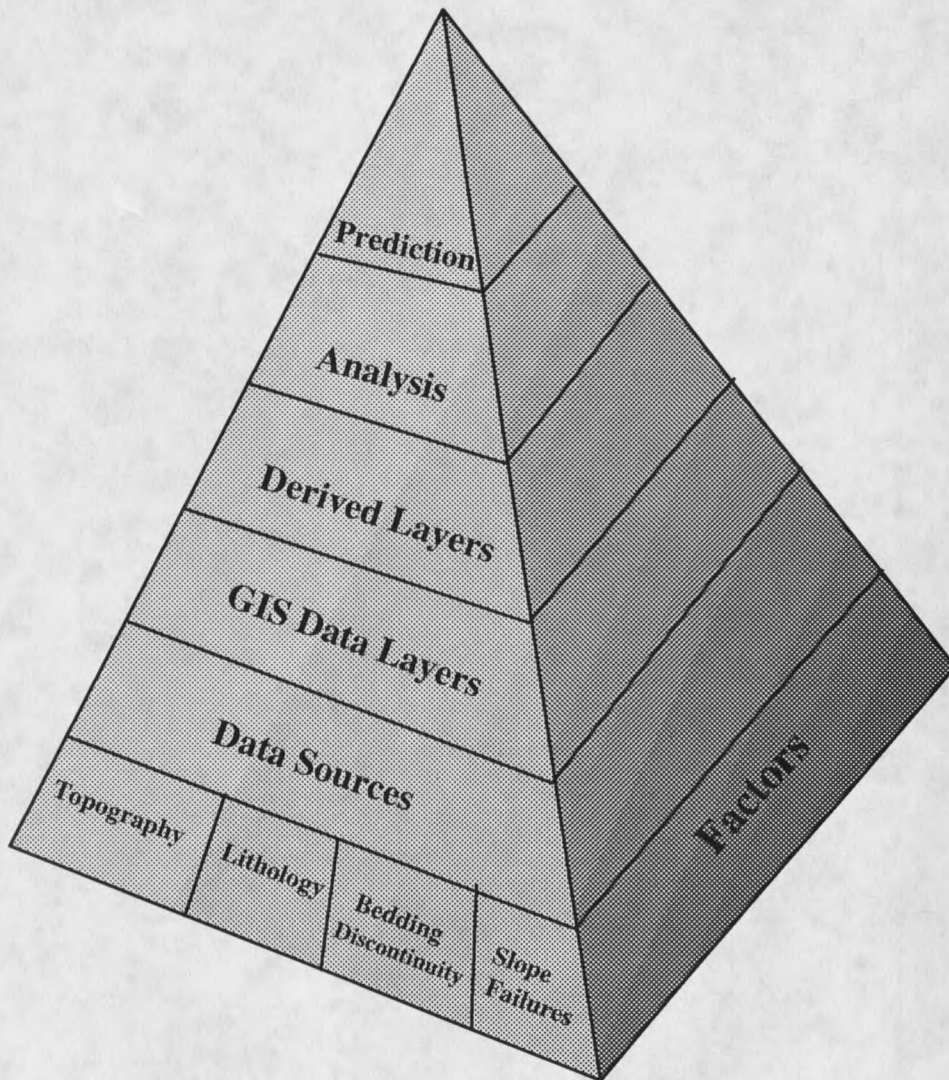 Prediction
Analysis
Derived Layers
GIS Data Layers
Data Sources
Topography
Lithology
Bedding
Discontinuity
Slope
Failures
Factors